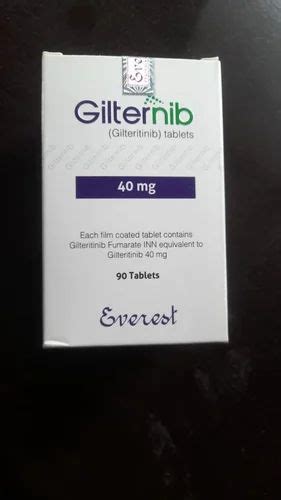 Everest
Gilternib
(Gilteritinib) tablets
40 mg
Each film coated tablet contains
Gilteritinib Fumarate INN equivalent to
Gilteritinib 40 mg
90 Tablets
Everest